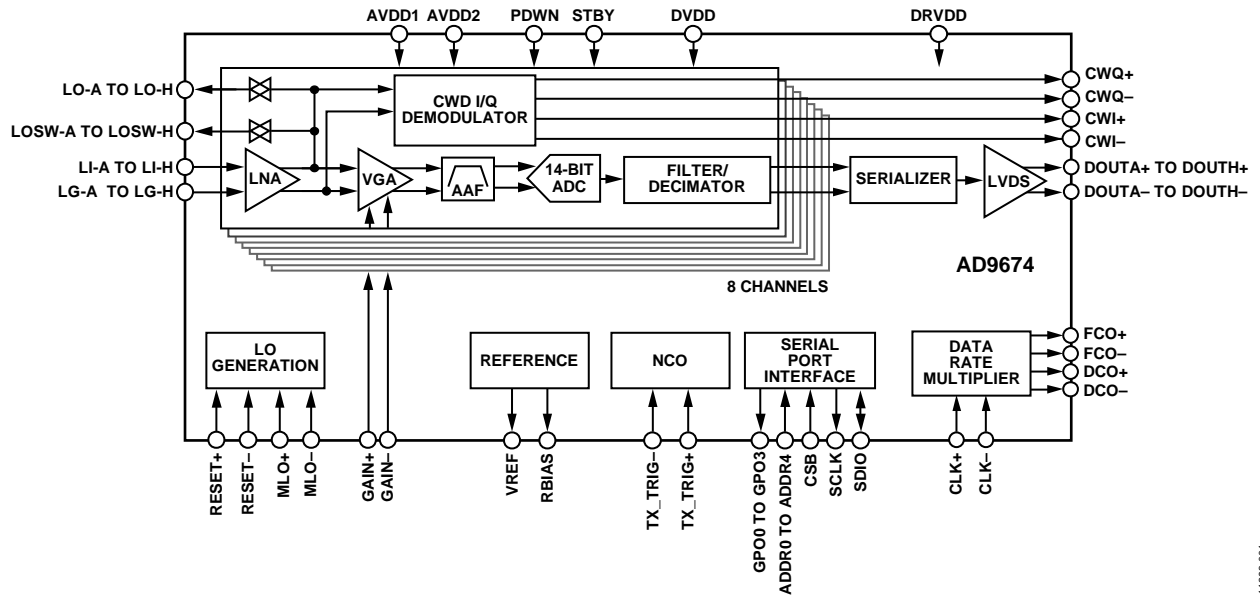 AVDD1 AVDD2 PDWN STBY DVDD DRVDD
LO-A TO LO-H
LOSW-A TO LOSW-H
LI-A TO LI-H
LG-A TO LG-H
CWD I/Q
DEMODULATOR
LNA
VGA
AAF
14-BIT
ADC
FILTER/
DECIMATOR
SERIALIZER
LVDS
CWQ+
CWQ–
CWI+
CWI–
DOUTA+ TO DOUTH+
DOUTA– TO DOUTH–
AD9674
8 CHANNELS
LO
GENERATION
REFERENCE
NCO
SERIAL
PORT
INTERFACE
DATA
RATE
MULTIPLIER
FCO+
FCO–
DCO+
DCO–
RESET+
RESET–
MLO+
MLO–
GAIN+
GAIN–
VREF
RBIAS
TX_TRIG–
TX_TRIG+
GPO0 TO GPO3
ADDR0 TO ADDR4
CSB
SCLK
SDIO
CLK+
CLK–